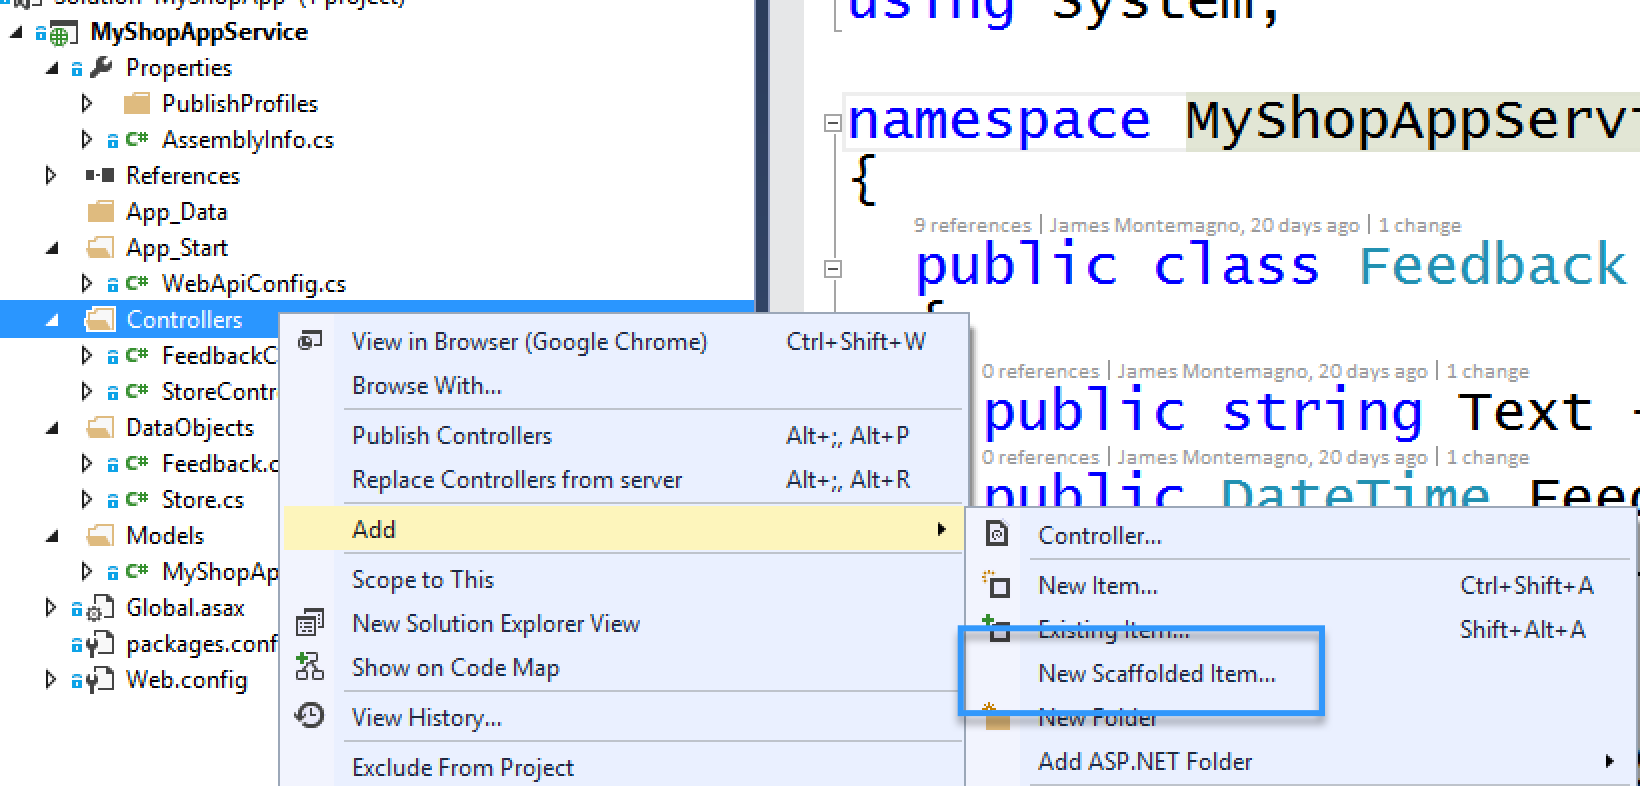 Solution 'MyShopApp' (1 project)
MyShopAppService
Properties
PublishProfiles
C# AssemblyInfo.cs
References
App_Data
App_Start
C# WebApiConfig.cs
Controllers
C# FeedbackC
C# StoreContr
DataObjects
C# Feedback.c
C# Store.cs
Models
C# MyShopAp
Global.asax
packages.conf
Web.config
View in Browser (Google Chrome) Ctrl+Shift+W
Browse With...
Publish Controllers Alt+;, Alt+P
Replace Controllers from server Alt+;, Alt+R
Add
Scope to This
New Solution Explorer View
Show on Code Map
View History...
Exclude From Project
Controller...
New Item... Ctrl+Shift+A
Existing Item... Shift+Alt+A
New Scaffolded Item...
New Folder
Add ASP.NET Folder
using System;
namespace MyShopAppServi
{
9 references | James Montemagno, 20 days ago | 1 change
public class Feedback
{
0 references | James Montemagno, 20 days ago | 1 change
public string Text {
0 references | James Montemagno, 20 days ago | 1 change
public DateTime Feed